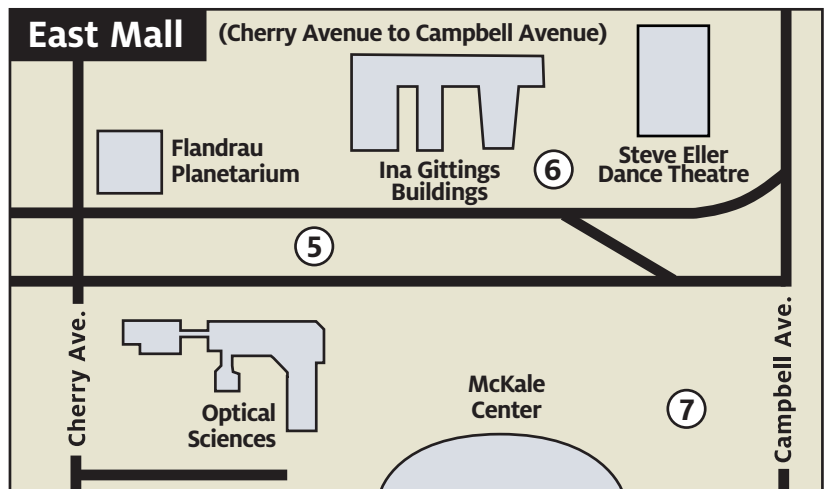 East Mall
(Cherry Avenue to Campbell Avenue)
Flandrau
Planetarium
Ina Gittings
Buildings
6
Steve Eller
Dance Theatre
5
Cherry Ave.
Optical
Sciences
McKale
Center
7
Campbell Ave.